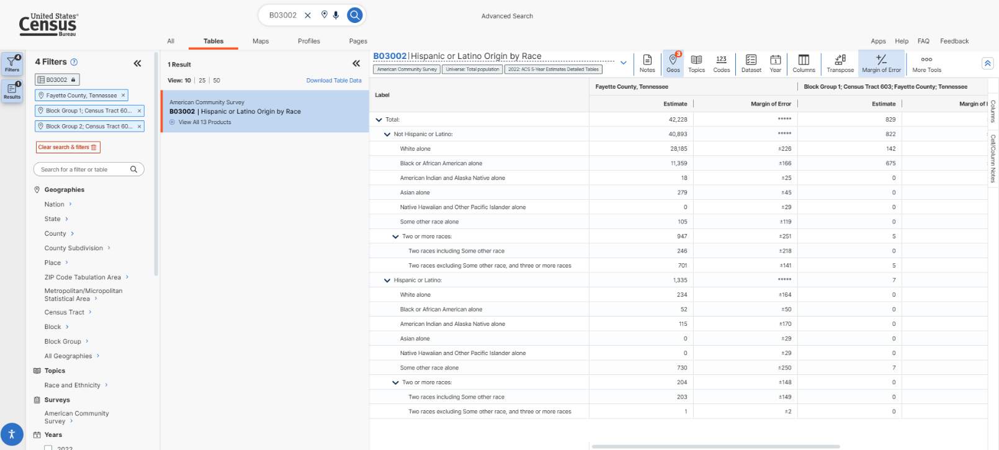 United States®
Census
Bureau
B03002
Advanced Search
All
Tables
Maps
Profiles
Pages
Apps
Help
FAQ
Feedback
4
Filters
1
Results
4 Filters
B03002
Fayette County, Tennessee ×
Block Group 1; Census Tract 60... ×
Block Group 2; Census Tract 60... ×
Clear search & filters
Search for a filter or table
Geographies
Nation
State
County
County Subdivision
Place
ZIP Code Tabulation Area
Metropolitan/Micropolitan
Statistical Area
Census Tract
Block
Block Group
All Geographies
Topics
Race and Ethnicity
Surveys
American Community
Survey
Years
2022
1 Result
View: 10 | 25 | 50
Download Table Data
American Community Survey
B03002 | Hispanic or Latino Origin by Race
View All 13 Products
B03002|Hispanic or Latino Origin by Race
American Community Survey
Universe: Total population
2022: ACS 5-Year Estimates Detailed Tables
Notes
3
Geos
Topics
123
Codes
Dataset
1
Year
Columns
Transpose
Margin of Error
More Tools
Label
Fayette County, Tennessee
Block Group 1; Census Tract 603; Fayette County; Tennessee
Estimate
Margin of Error
Estimate
Margin of
Total: 42,228 ***** 829
Not Hispanic or Latino: 40,893 ***** 822
White alone 28,185 ±226 142
Black or African American alone 11,359 ±166 675
American Indian and Alaska Native alone 18 ±25 0
Asian alone 279 ±45 0
Native Hawaiian and Other Pacific Islander alone 0 ±29 0
Some other race alone 105 ±119 0
Two or more races: 947 ±251 5
Two races including Some other race 246 ±218 0
Two races excluding Some other race, and three or more races 701 ±141 5
Hispanic or Latino: 1,335 ***** 7
White alone 234 ±164 0
Black or African American alone 52 ±50 0
American Indian and Alaska Native alone 115 ±170 0
Asian alone 0 ±29 0
Native Hawaiian and Other Pacific Islander alone 0 ±29 0
Some other race alone 730 ±250 7
Two or more races: 204 ±148 0
Two races including Some other race 203 ±149 0
Two races excluding Some other race, and three or more races 1 ±2 0
Columns
Cell/Column Notes